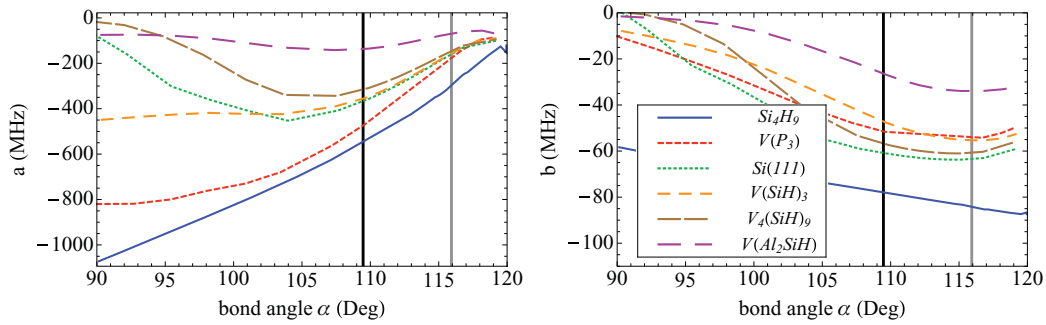 0
−200
−400
−600
−800
−1000
a (MHz)
90 95 100 105 110 115 120
bond angle α (Deg)
0
−20
−40
−60
−80
−100
b (MHz)
Si₄H₉
V(P₃)
Si(111)
V(SiH)₃
V₄(SiH)₉
V(Al₂SiH)
90 95 100 105 110 115 120
bond angle α (Deg)